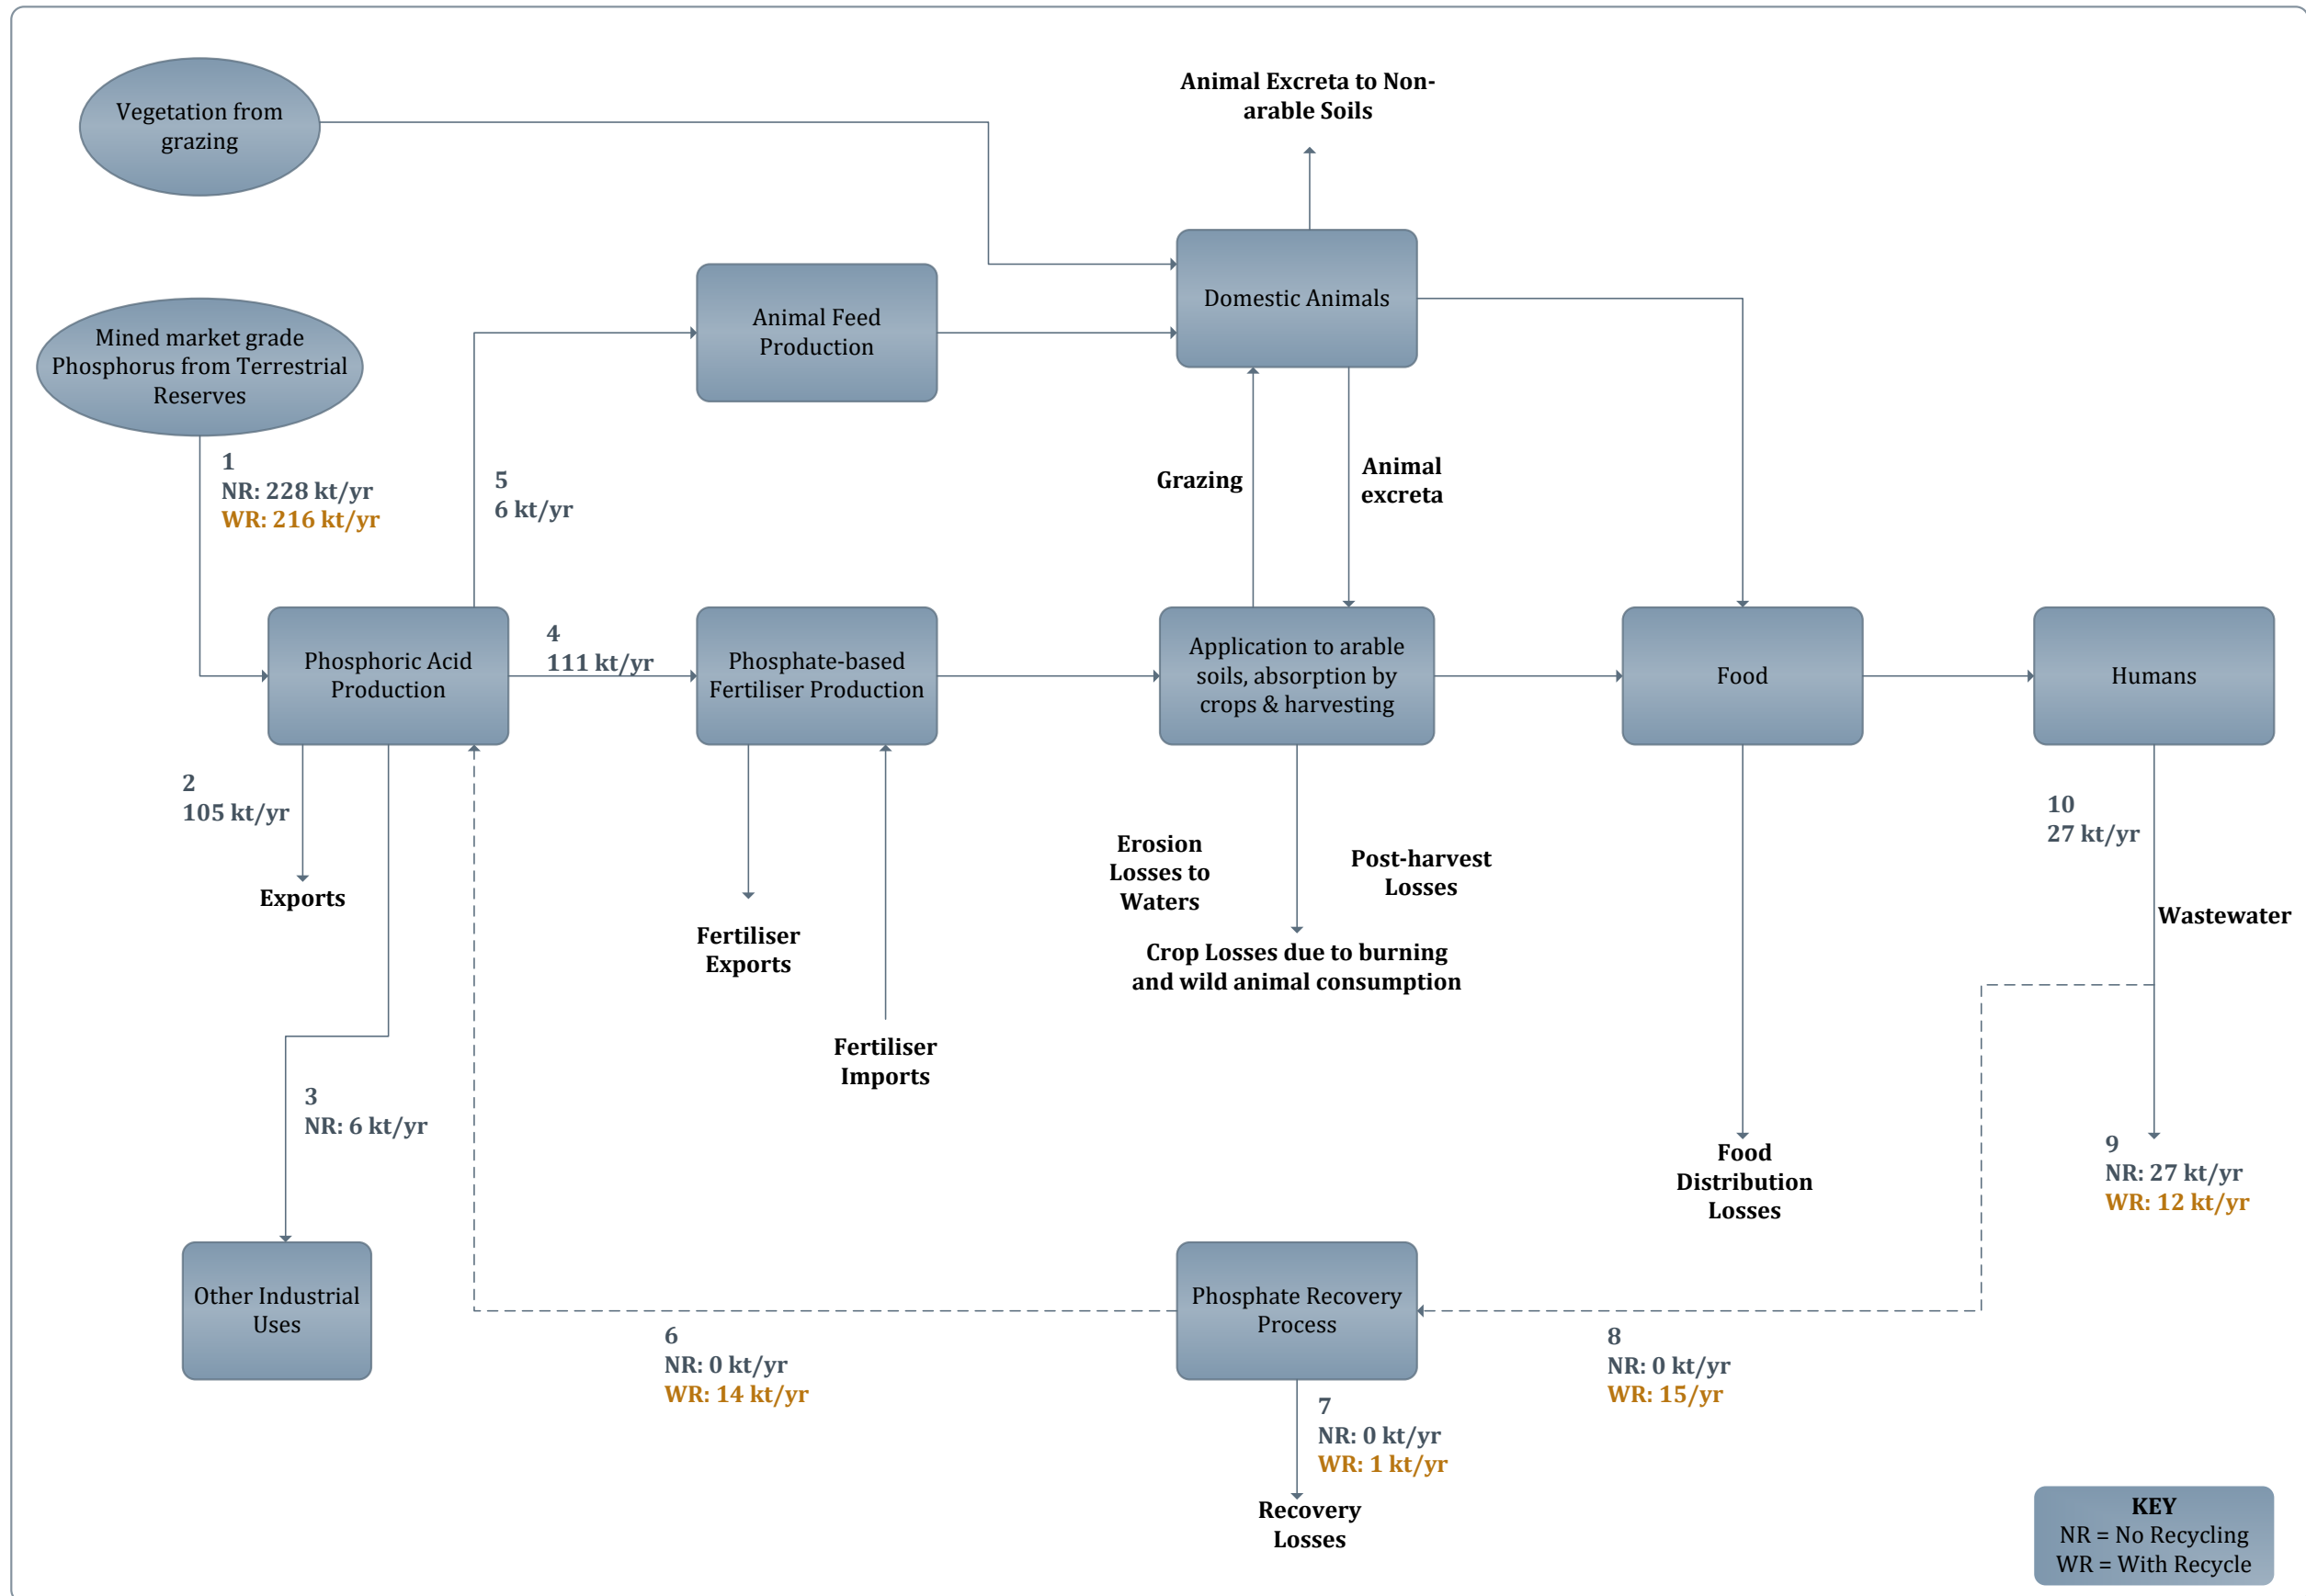 Animal Excreta to Non-
arable Soils
Vegetation from
grazing
Domestic Animals
Animal Feed
Production
Mined market grade
Phosphorus from Terrestrial
Reserves
1
NR: 228 kt/yr
WR: 216 kt/yr
5
6 kt/yr
Grazing
Animal
excreta
Phosphoric Acid
Production
4
111 kt/yr
Phosphate-based
Fertiliser Production
Application to arable
soils, absorption by
crops & harvesting
Food
Humans
2
105 kt/yr
Exports
Fertiliser
Exports
Fertiliser
Imports
Erosion
Losses to
Waters
Post-harvest
Losses
Crop Losses due to burning
and wild animal consumption
10
27 kt/yr
Wastewater
3
NR: 6 kt/yr
Food
Distribution
Losses
9
NR: 27 kt/yr
WR: 12 kt/yr
Other Industrial
Uses
Phosphate Recovery
Process
6
NR: 0 kt/yr
WR: 14 kt/yr
8
NR: 0 kt/yr
WR: 15/yr
7
NR: 0 kt/yr
WR: 1 kt/yr
Recovery
Losses
KEY
NR = No Recycling
WR = With Recycle